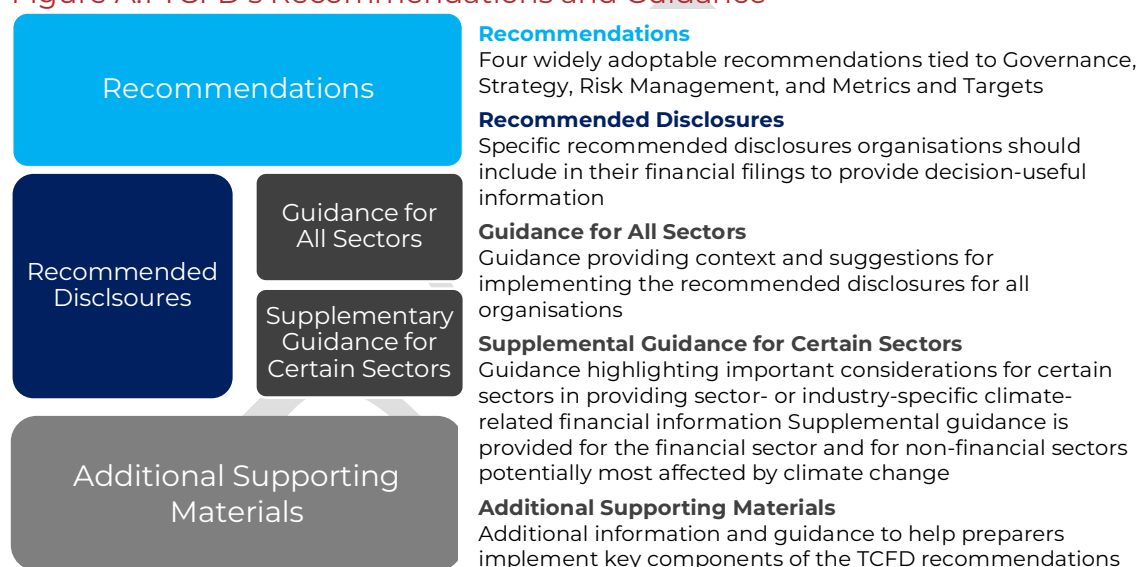 Figure A.1 TCFD's Recommendations and Guidance
Recommendations
Recommended
Disclsoures
Guidance for
All Sectors
Supplementary
Guidance for
Certain Sectors
Additional Supporting
Materials
Recommendations
Four widely adoptable recommendations tied to Governance,
Strategy, Risk Management, and Metrics and Targets
Recommended Disclosures
Specific recommended disclosures organisations should
include in their financial filings to provide decision-useful
information
Guidance for All Sectors
Guidance providing context and suggestions for
implementing the recommended disclosures for all
organisations
Supplemental Guidance for Certain Sectors
Guidance highlighting important considerations for certain
sectors in providing sector- or industry-specific climate-
related financial information Supplemental guidance is
provided for the financial sector and for non-financial sectors
potentially most affected by climate change
Additional Supporting Materials
Additional information and guidance to help preparers
implement key components of the TCFD recommendations